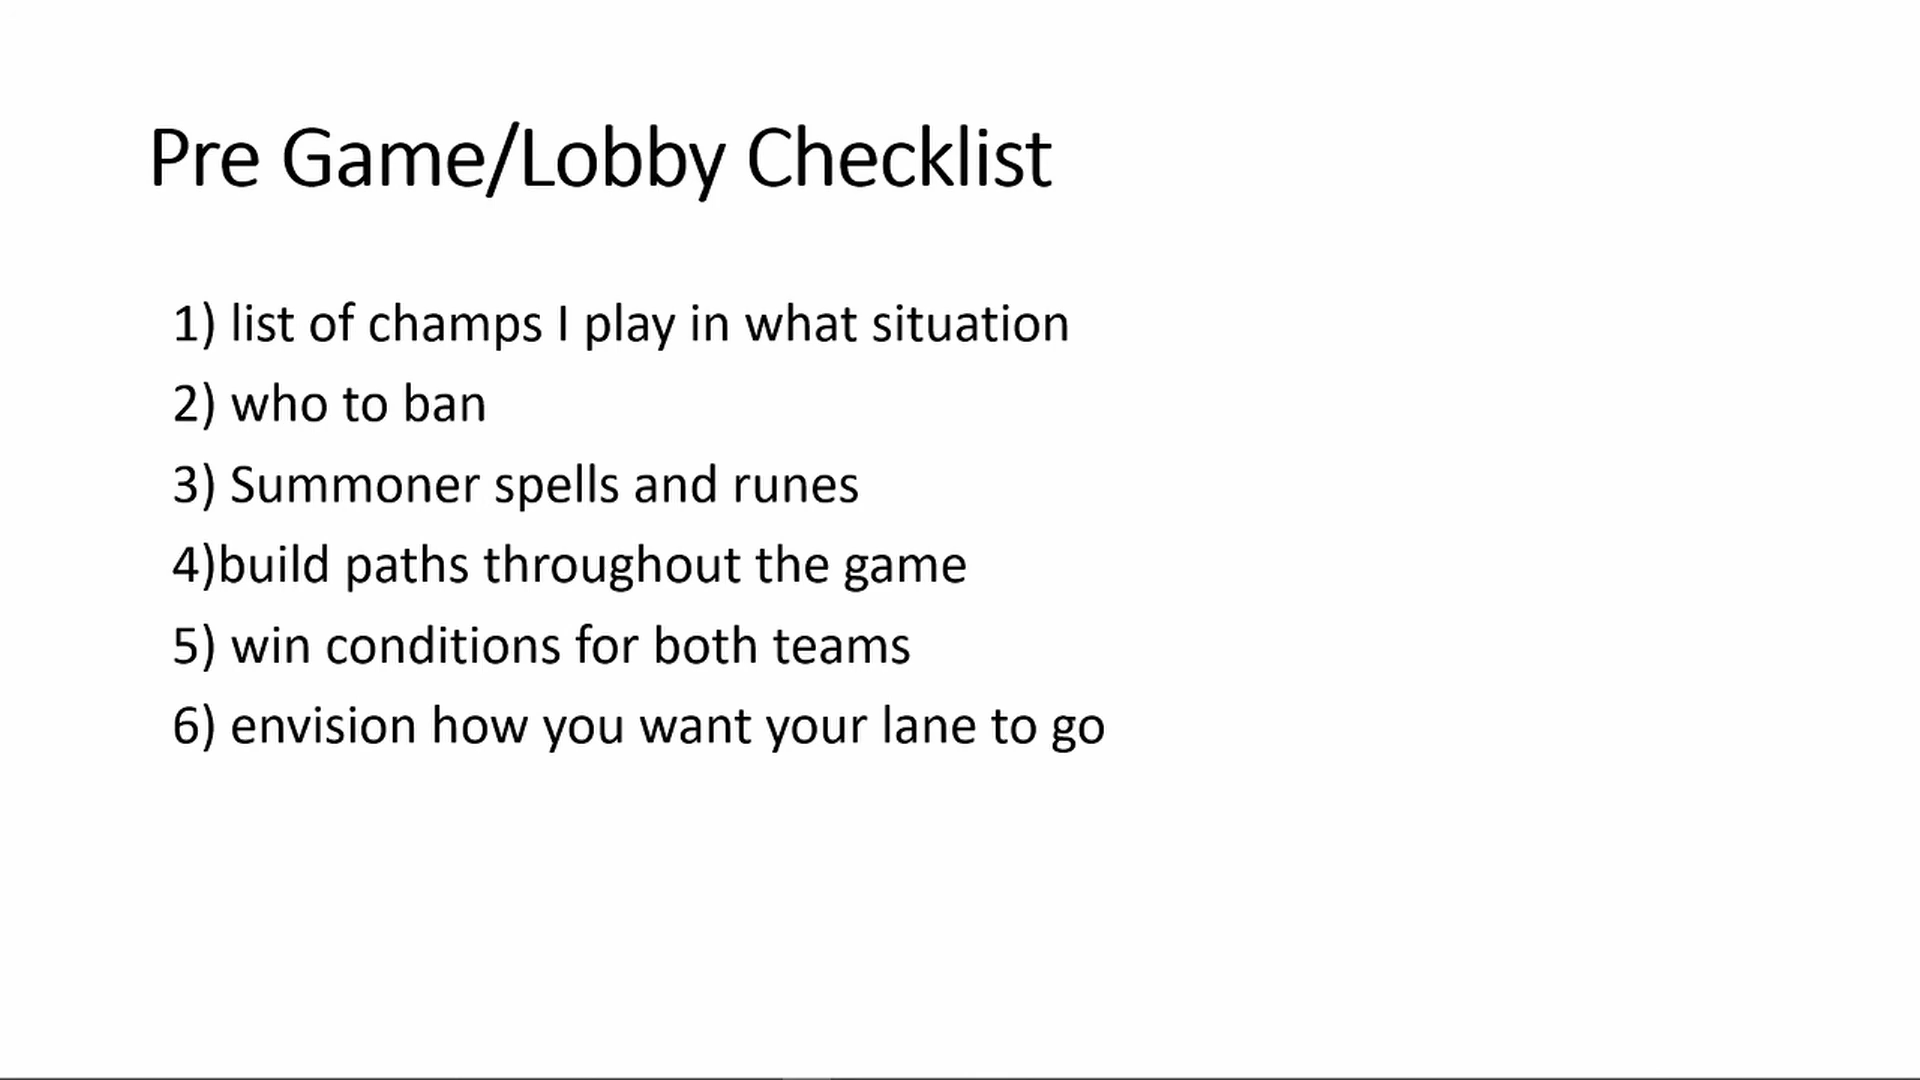 Pre Game/Lobby Checklist
1) list of champs I play in what situation
2) who to ban
3) Summoner spells and runes
4)build paths throughout the game
5) win conditions for both teams
6) envision how you want your lane to go